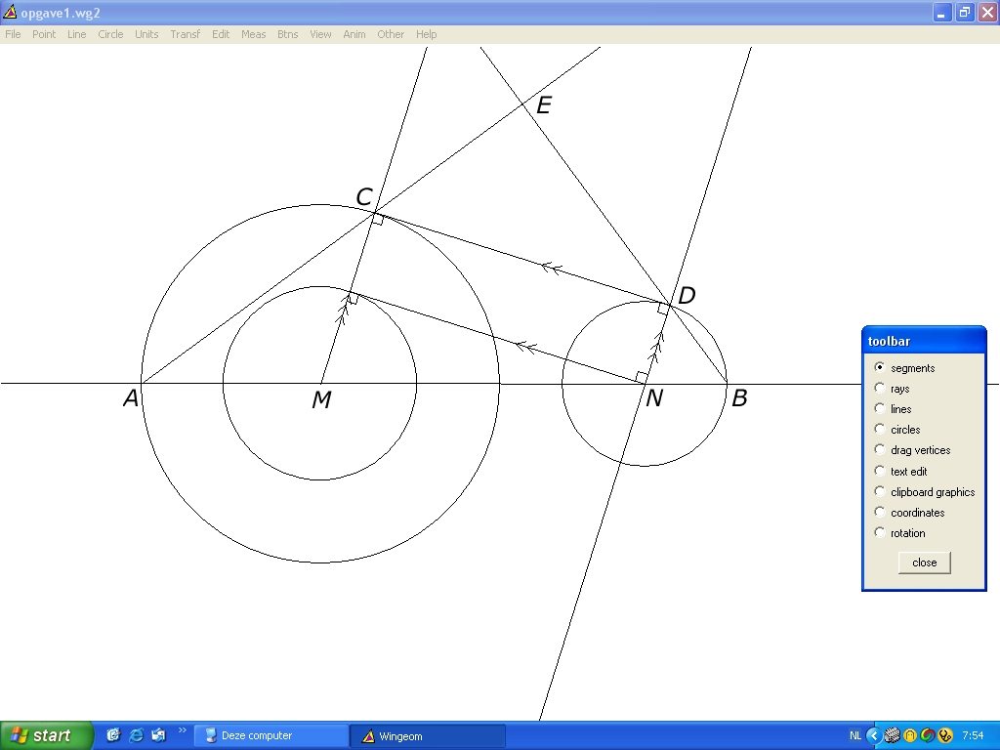 opgave1.wg2
File Point Line Circle Units Transf Edit Meas Btns View Anim Other Help
E
C
D
A M N B
toolbar
segments
rays
lines
circles
drag vertices
text edit
clipboard graphics
coordinates
rotation
close
start Deze computer Wingeom NL 7:54